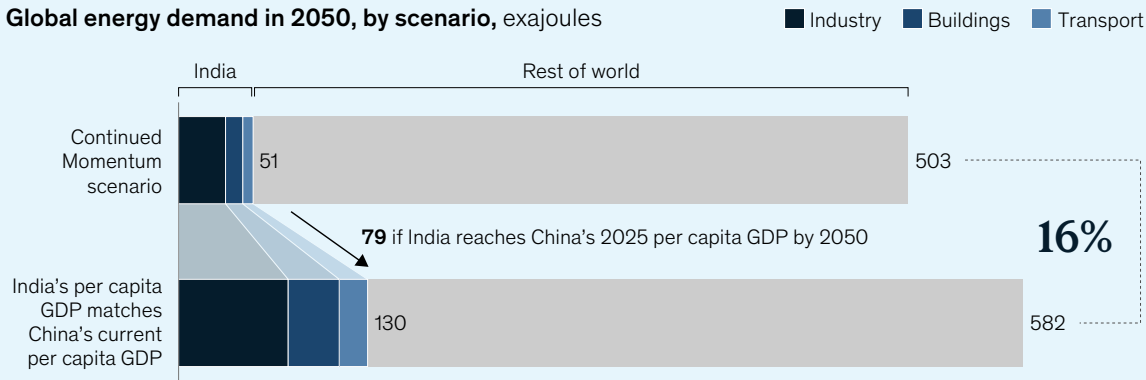 Global energy demand in 2050, by scenario, exajoules
Industry Buildings Transport
India
Rest of world
Continued
Momentum
scenario
51
503
79 if India reaches China’s 2025 per capita GDP by 2050
16%
India’s per capita
GDP matches
China’s current
per capita GDP
130
582